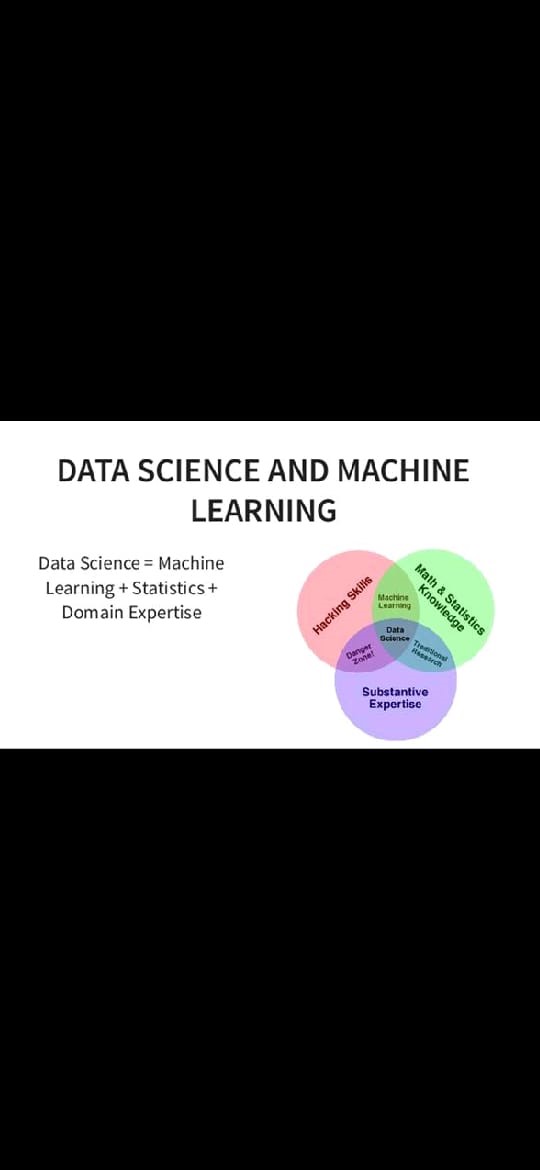 DATA SCIENCE AND MACHINE
LEARNING
Data Science = Machine
Learning + Statistics +
Domain Expertise
Hacking Skills
Math & Statistics
Knowledge
Machine
Learning
Data
Science
Danger
Zone!
Traditional
Research
Substantive
Expertise